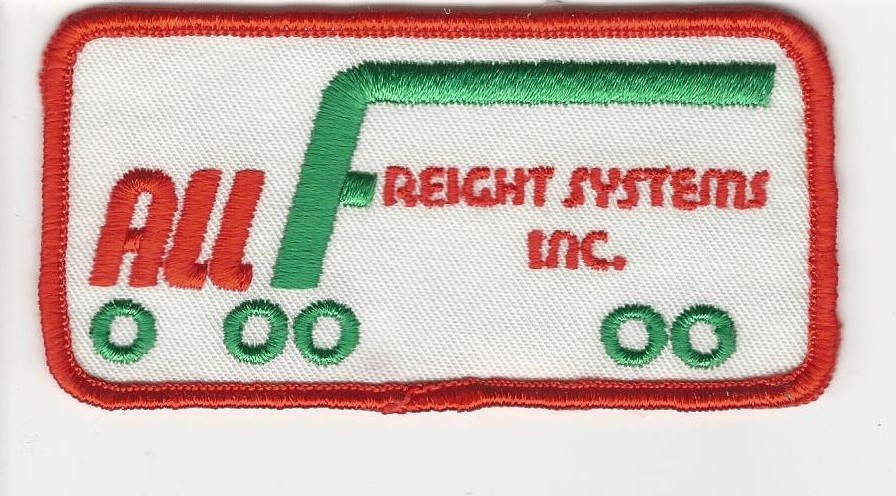 ALL FREIGHT SYSTEMS
INC.